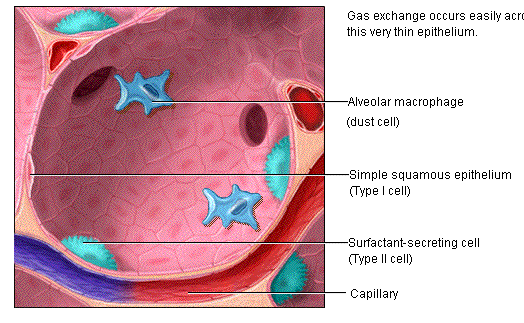 Gas exchange occurs easily
this very thin epithelium.
Alveolar macrophage
(dust cell)
Simple squamous epithelium
(Type I cell)
Surfactant-secreting cell
(Type II cell)
Capillary